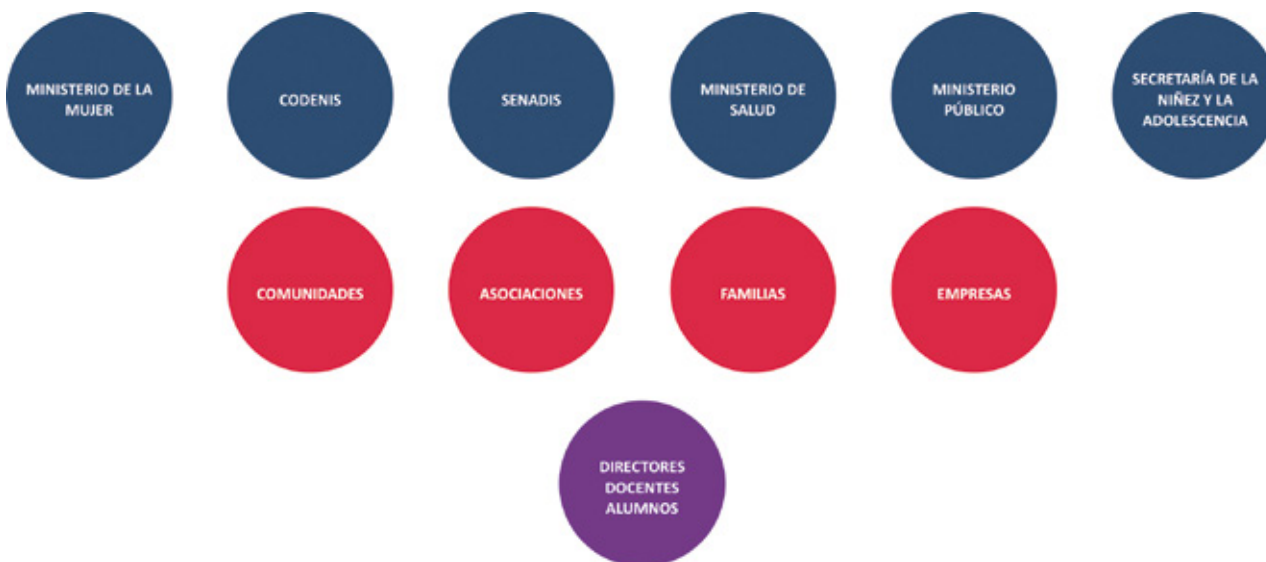 MINISTERIO DE LA
MUJER
CODENIS
SENADIS
MINISTERIO DE
SALUD
MINISTERIO
PÚBLICO
SECRETARÍA DE LA
NIÑEZ Y LA
ADOLESCENCIA
COMUNIDADES
ASOCIACIONES
FAMILIAS
EMPRESAS
DIRECTORES
DOCENTES
ALUMNOS